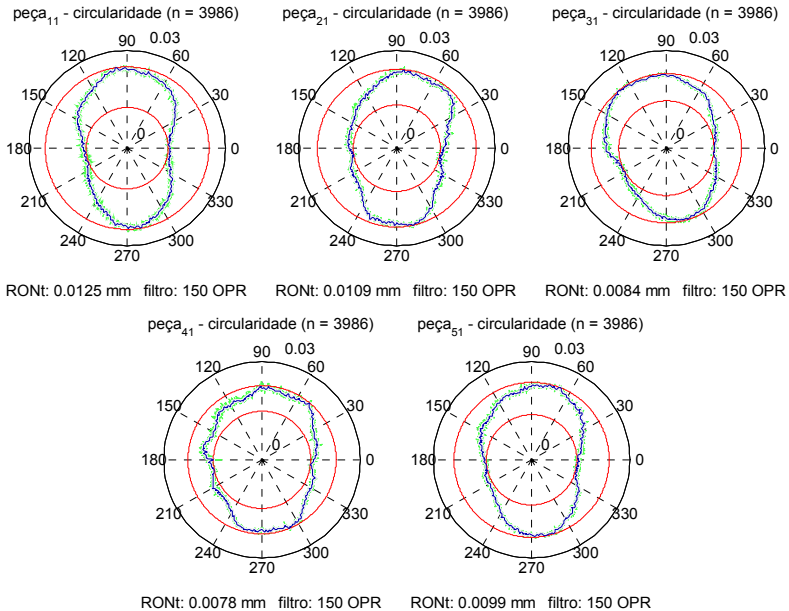 peça11 - circularidade (n = 3986) peça21 - circularidade (n = 3986) peça31 - circularidade (n = 3986)
90 0.03 90 0.03 90 0.03
120 60 120 60 120 60
150 30 150 30 150 30
0 0 0
180 0 180 0 180 0
210 330 210 330 210 330
240 300 240 300 240 300
270 270 270
RONt: 0.0125 mm filtro: 150 OPR RONt: 0.0109 mm filtro: 150 OPR RONt: 0.0084 mm filtro: 150 OPR
peça41 - circularidade (n = 3986) peça51 - circularidade (n = 3986)
90 0.03 90 0.03
120 60 120 60
150 30 150 30
0 0
180 0 180 0
210 330 210 330
240 300 240 300
270 270
RONt: 0.0078 mm filtro: 150 OPR RONt: 0.0099 mm filtro: 150 OPR